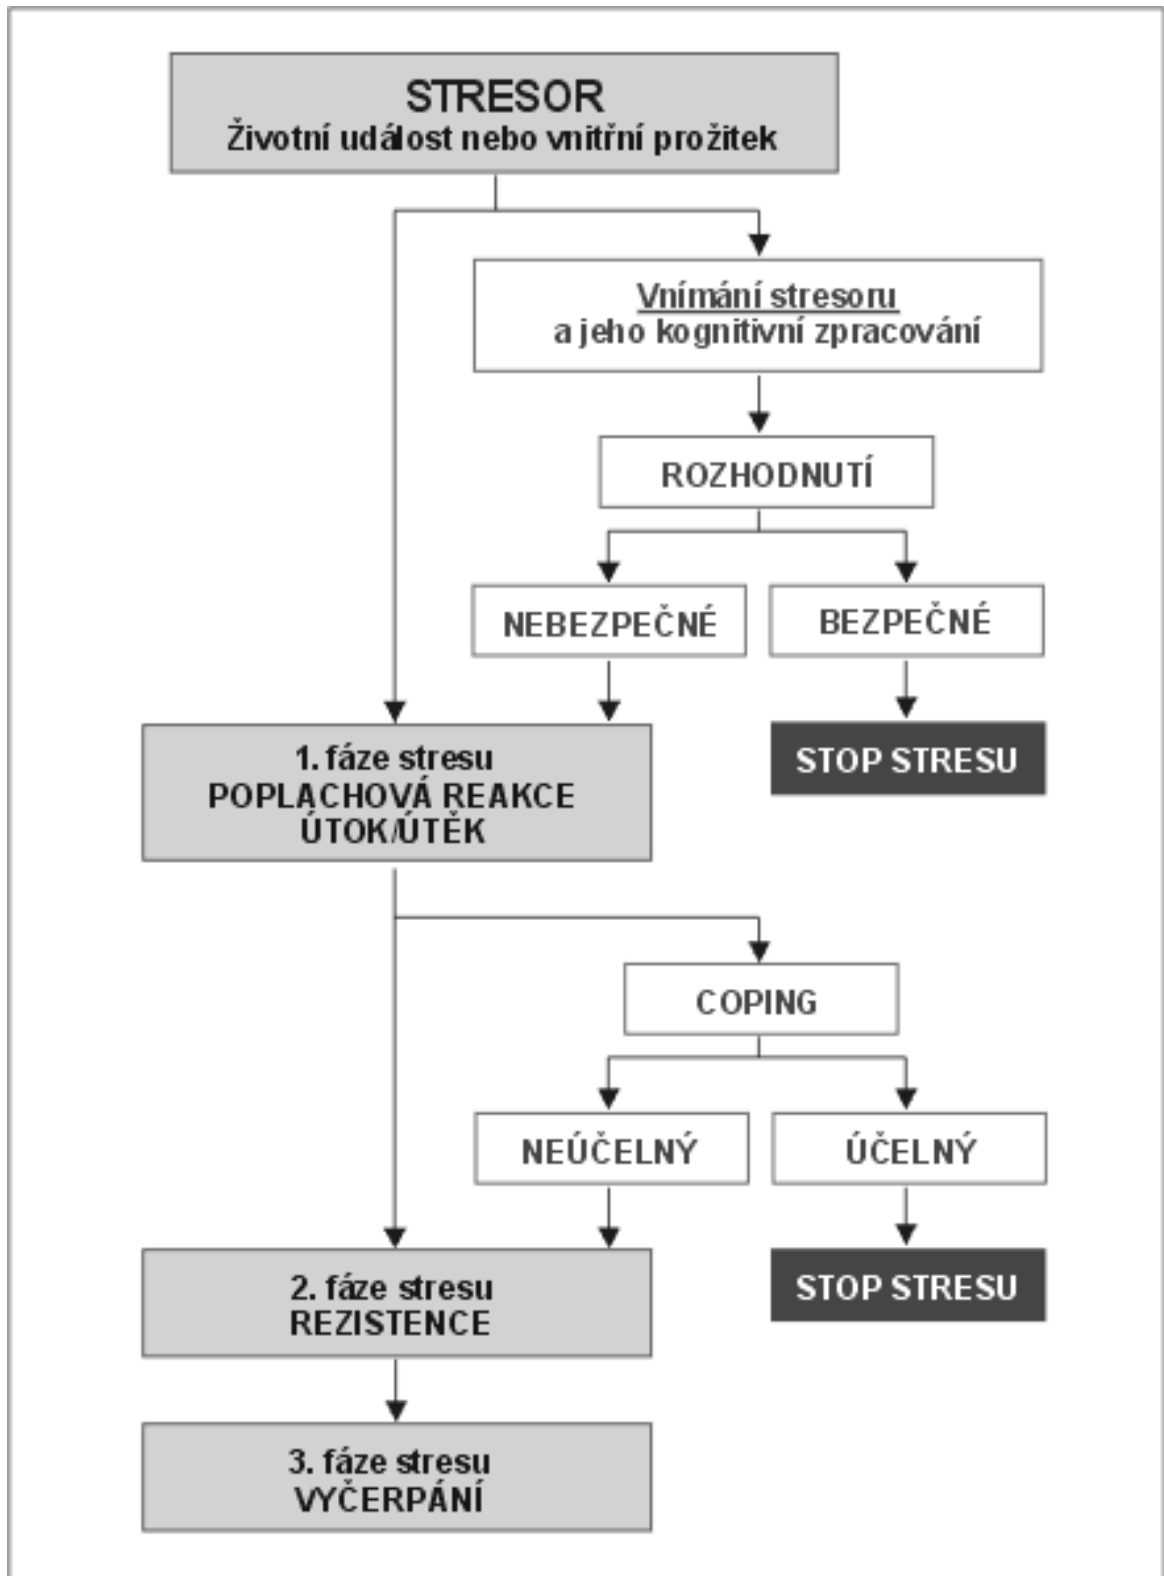 STRESOR
Životní událost nebo vnitřní prožitek
Vnímání stresoru
a jeho kognitivní zpracování
ROZHODNUTÍ
NEBEZPEČNÉ
BEZPEČNÉ
1. fáze stresu
POPLACHOVÁ REAKCE
ÚTOK/ÚTĚK
STOP STRESU
COPING
NEÚČELNÝ
ÚČELNÝ
2. fáze stresu
REZISTENCE
STOP STRESU
3. fáze stresu
VYČERPÁNÍ